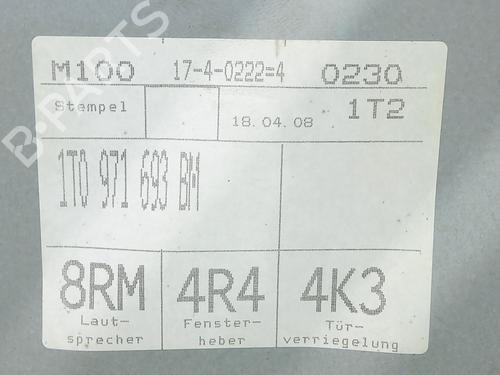 M100 17-4-0222=4 0230
Stempel 18.04.08 1T2
1T0 971 693 BM
8RM 4R4 4K3
Laut- Fenster- Tür-
sprecher heber verriegelung
B-PARTS